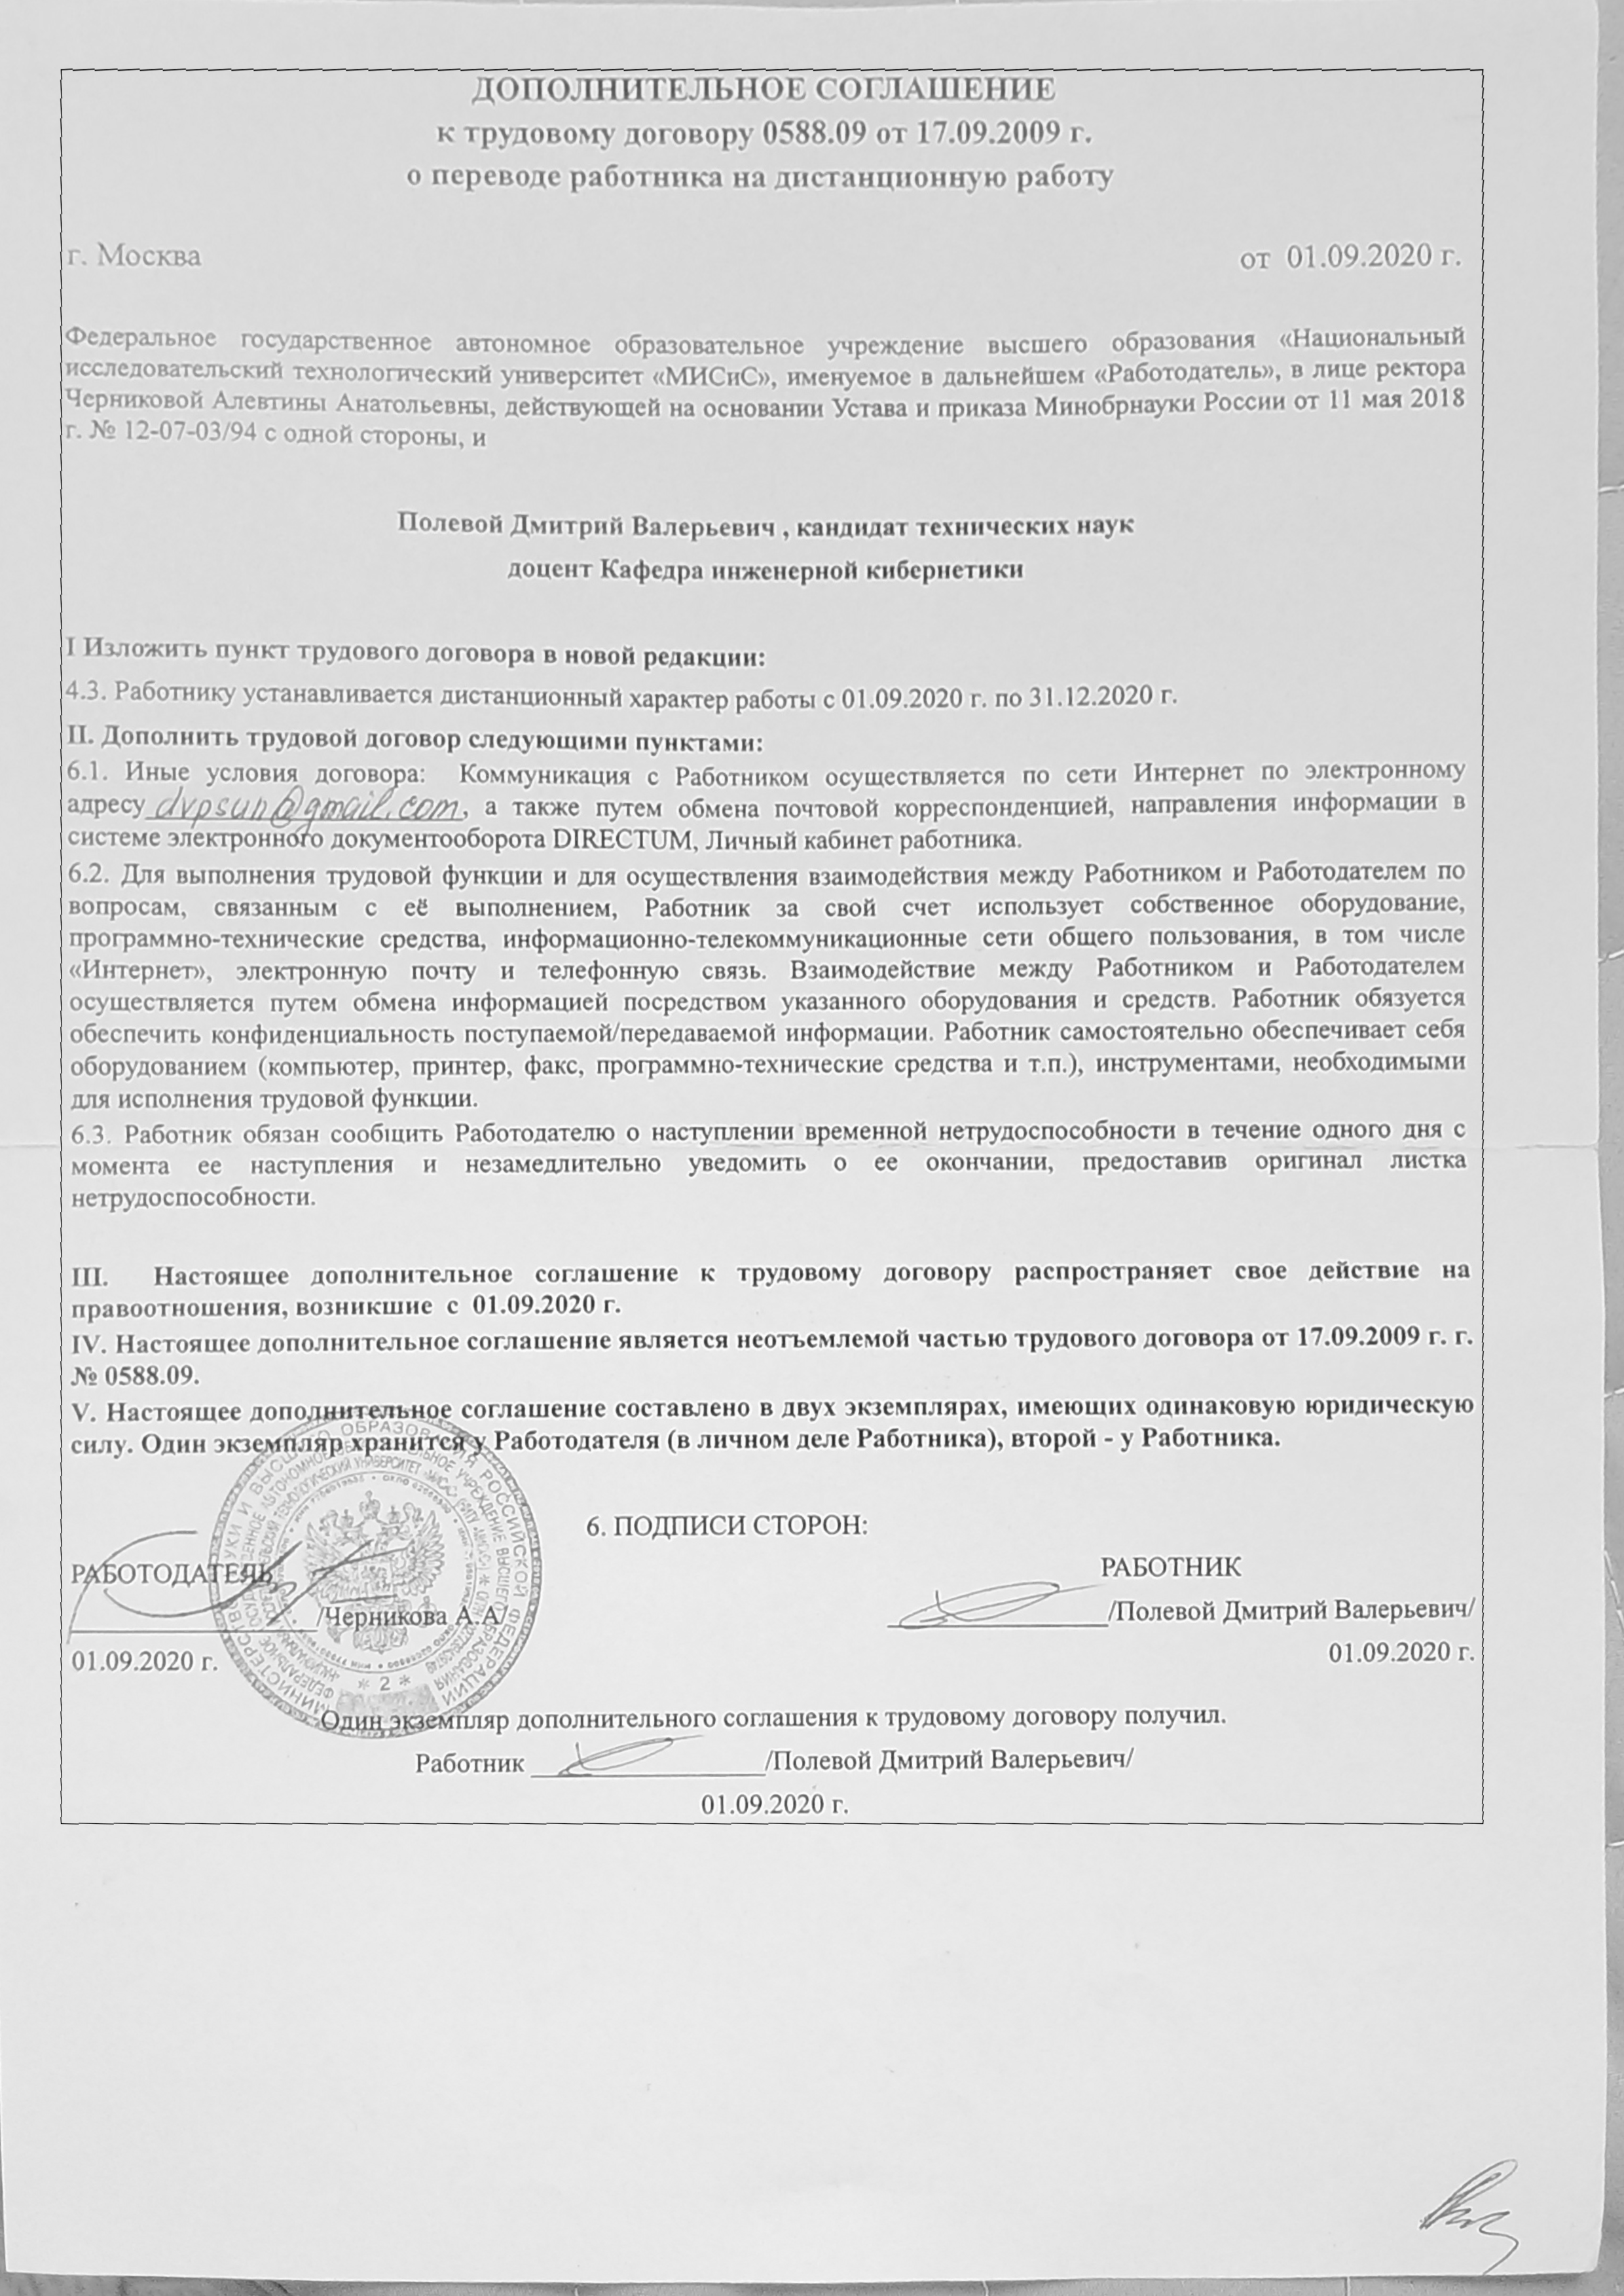 ДОПОЛНИТЕЛЬНОЕ СОГЛАШЕНИЕ
к трудовому договору 0588.09 от 17.09.2009 г.
о переводе работника на дистанционную работу
г. Москва
от 01.09.2020 г.
Федеральное государственное автономное образовательное учреждение высшего образования «Национальный
исследовательский технологический университет «МИСиС», именуемое в дальнейшем «Работодатель», в лице ректора
Черниковой Алевтины Анатольевны, действующей на основании Устава и приказа Минобрнауки России от 11 мая 2018
г. № 12-07-03/94 с одной стороны, и
Полевой Дмитрий Валерьевич , кандидат технических наук
доцент Кафедра инженерной кибернетики
I Изложить пункт трудового договора в новой редакции:
4.3. Работнику устанавливается дистанционный характер работы с 01.09.2020 г. по 31.12.2020 г.
II. Дополнить трудовой договор следующими пунктами:
6.1. Иные условия договора: Коммуникация с Работником осуществляется по сети Интернет по электронному
адресу dvpsun@gmail.com, а также путем обмена почтовой корреспонденцией, направления информации в
системе электронного документооборота DIRECTUM, Личный кабинет работника.
6.2. Для выполнения трудовой функции и для осуществления взаимодействия между Работником и Работодателем по
вопросам, связанным с её выполнением, Работник за свой счет использует собственное оборудование,
программно-технические средства, информационно-телекоммуникационные сети общего пользования, в том числе
«Интернет», электронную почту и телефонную связь. Взаимодействие между Работником и Работодателем
осуществляется путем обмена информацией посредством указанного оборудования и средств. Работник обязуется
обеспечить конфиденциальность поступаемой/передаваемой информации. Работник самостоятельно обеспечивает себя
оборудованием (компьютер, принтер, факс, программно-технические средства и т.п.), инструментами, необходимыми
для исполнения трудовой функции.
6.3. Работник обязан сообщить Работодателю о наступлении временной нетрудоспособности в течение одного дня с
момента ее наступления и незамедлительно уведомить о ее окончании, предоставив оригинал листка
нетрудоспособности.
III. Настоящее дополнительное соглашение к трудовому договору распространяет свое действие на
правоотношения, возникшие с 01.09.2020 г.
IV. Настоящее дополнительное соглашение является неотъемлемой частью трудового договора от 17.09.2009 г. г.
№ 0588.09.
V. Настоящее дополнительное соглашение составлено в двух экземплярах, имеющих одинаковую юридическую
силу. Один экземпляр хранится у Работодателя (в личном деле Работника), второй - у Работника.
6. ПОДПИСИ СТОРОН:
РАБОТОДАТЕЛЬ
РАБОТНИК
/Черникова А.А/
/Полевой Дмитрий Валерьевич/
01.09.2020 г.
01.09.2020 г.
МИНИСТЕРСТВО НАУКИ И ВЫСШЕГО ОБРАЗОВАНИЯ РОССИЙСКОЙ ФЕДЕРАЦИИ
* 2 *
Один экземпляр дополнительного соглашения к трудовому договору получил.
Работник /Полевой Дмитрий Валерьевич/
01.09.2020 г.